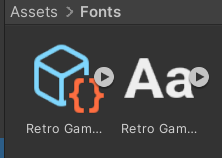 Assets > Fonts
Aa
Retro Gam... Retro Gam...